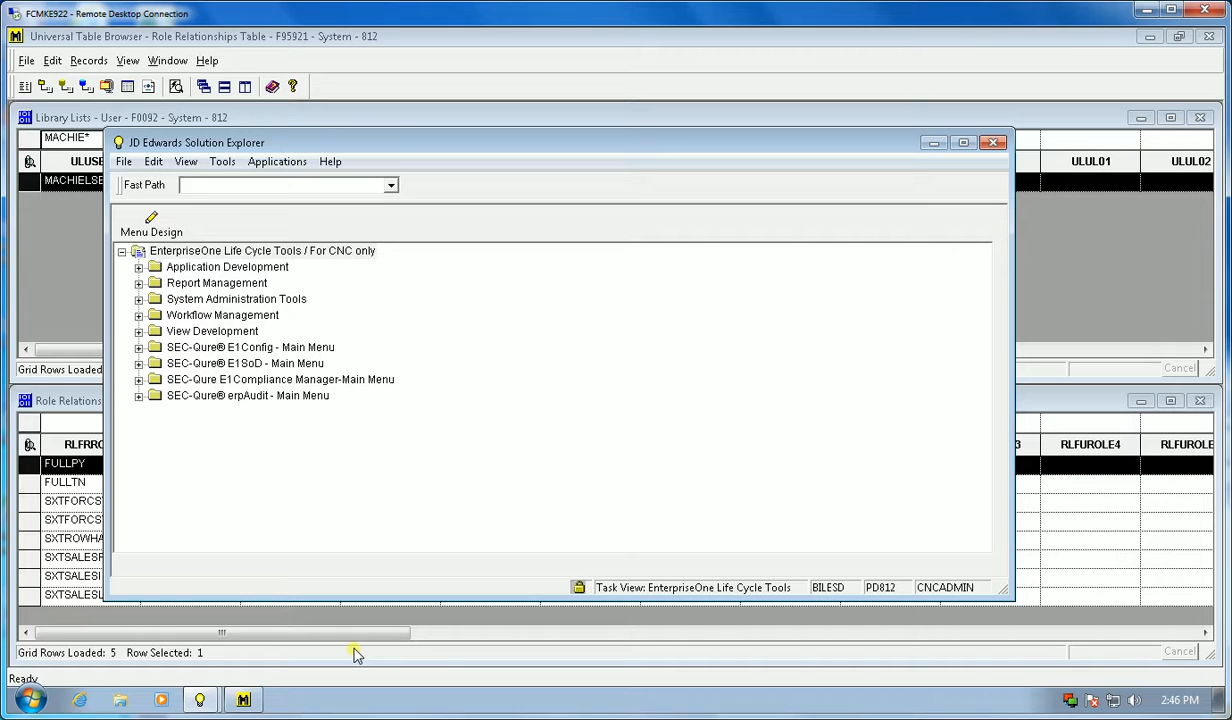 FCMKE922 - Remote Desktop Connection
Universal Table Browser - Role Relationships Table - F95921 - System - 812
File Edit Records View Window Help
Library Lists - User - F0092 - System - 812
MACHIE*
ULUSE ULUL01 ULUL02
MACHIELSE
JD Edwards Solution Explorer
File Edit View Tools Applications Help
Fast Path
Menu Design
EnterpriseOne Life Cycle Tools / For CNC only
Application Development
Report Management
System Administration Tools
Workflow Management
View Development
SEC-Qure® E1Config - Main Menu
SEC-Qure® E1SoD - Main Menu
SEC-Qure E1Compliance Manager-Main Menu
SEC-Qure® erpAudit - Main Menu
Task View: EnterpriseOne Life Cycle Tools BILESD PD812 CNCADMIN
Grid Rows Loaded Cancel
Role Relations
RLFRRO 3 RLFUROLE4 RLFUROLE
FULLPY
FULLTN
SXTFORCS
SXTFORCS
SXTROWHA
SXTSALESF
SXTSALESI
SXTSALESL
Grid Rows Loaded: 5 Row Selected: 1 Cancel
Ready
2:46 PM